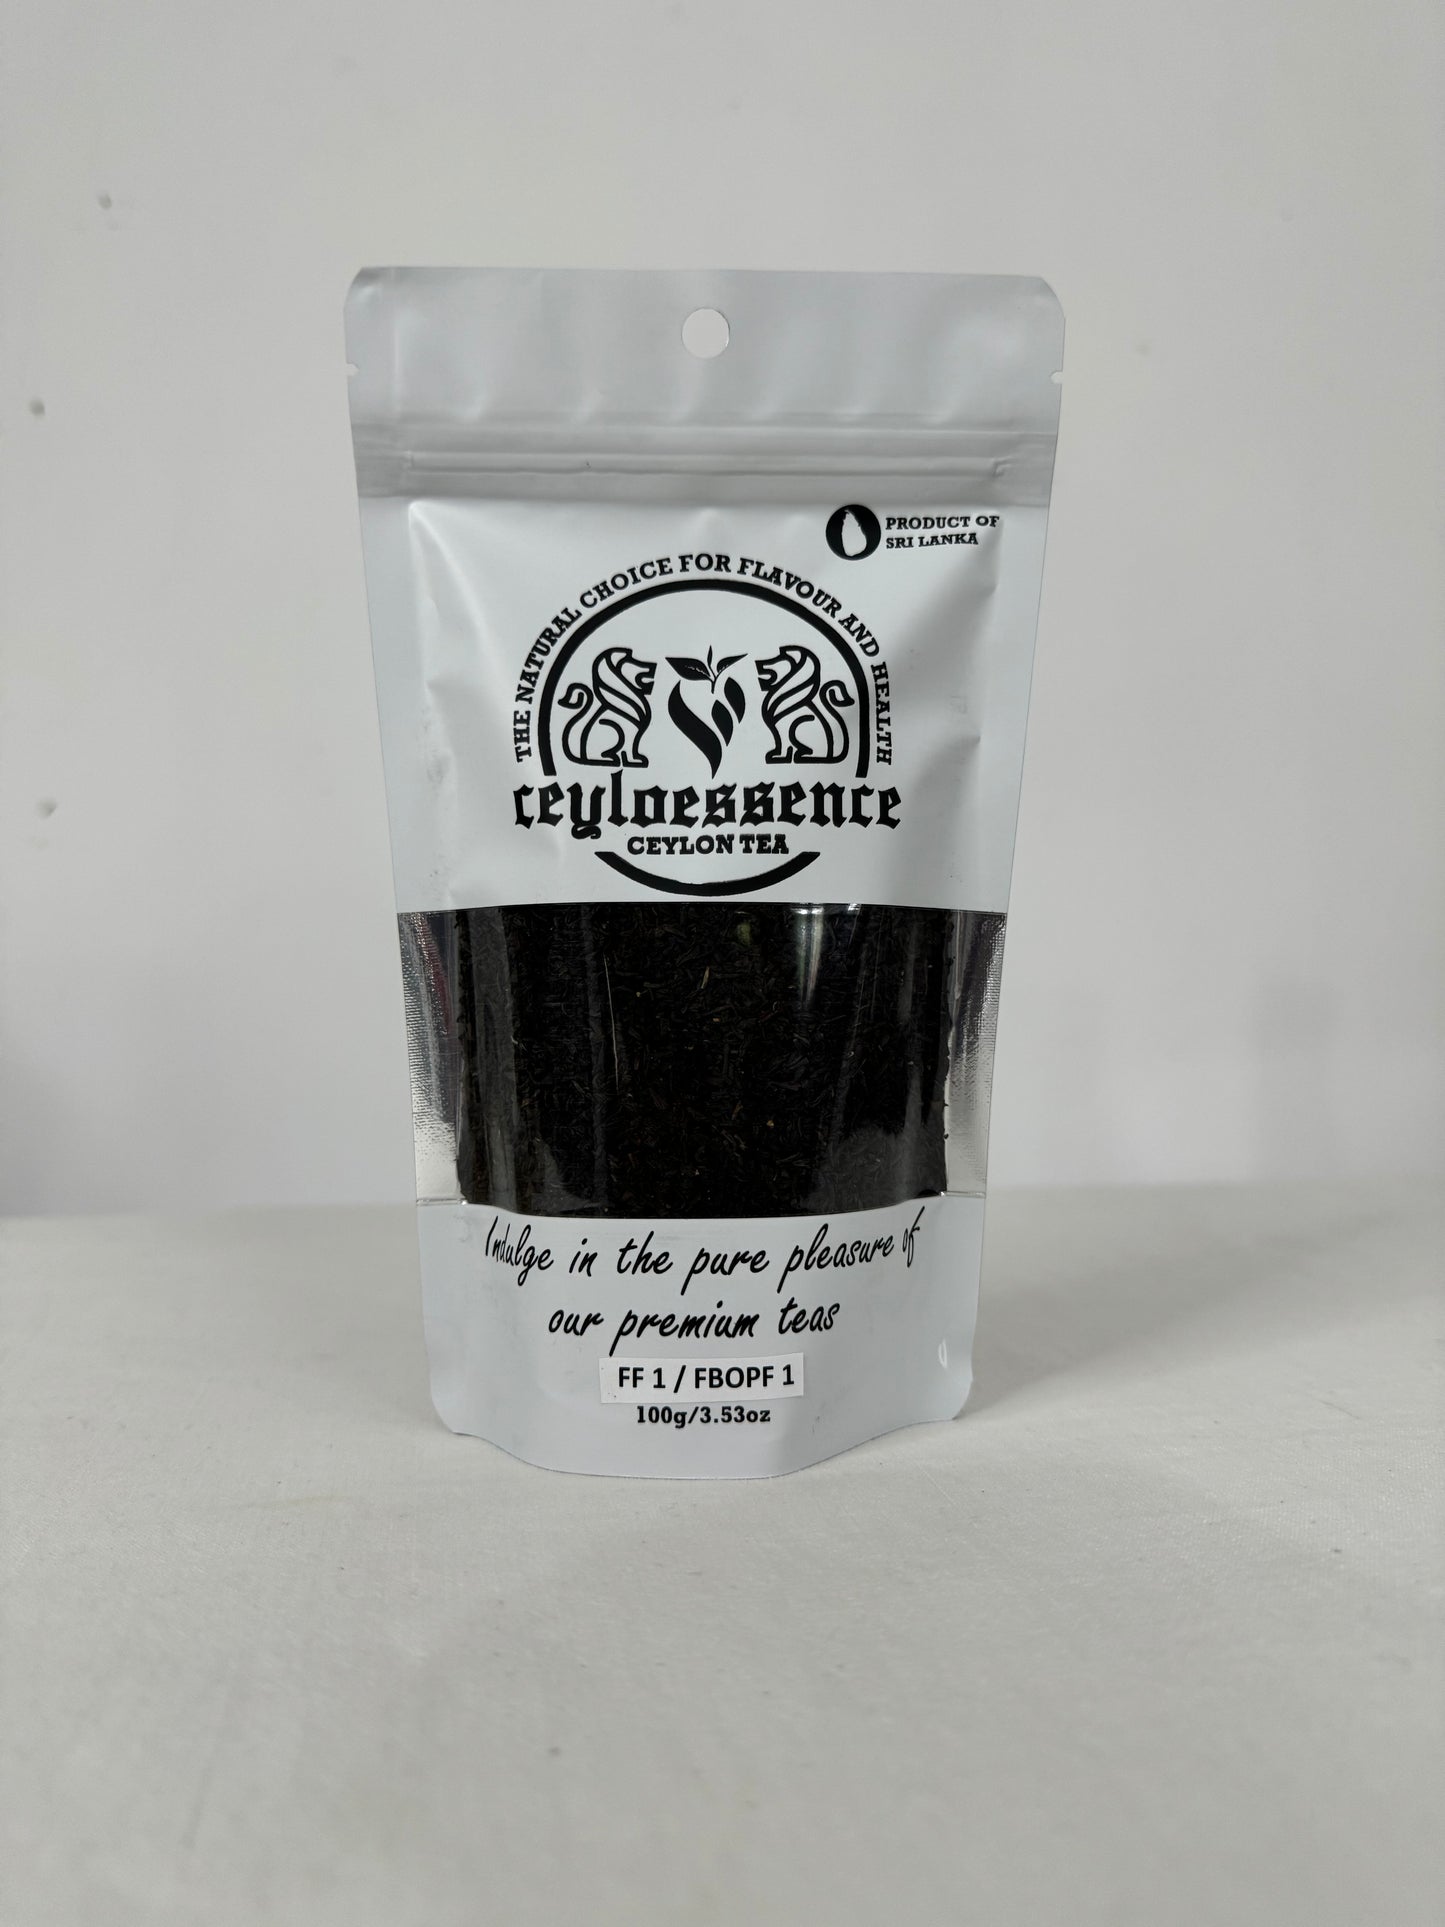 PRODUCT OF
SRI LANKA
THE NATURAL CHOICE FOR FLAVOUR AND HEALTH
ceyloessence
CEYLON TEA
Indulge in the pure pleasure of
our premium teas
FF 1 / FBOPF 1
100g/3.53oz